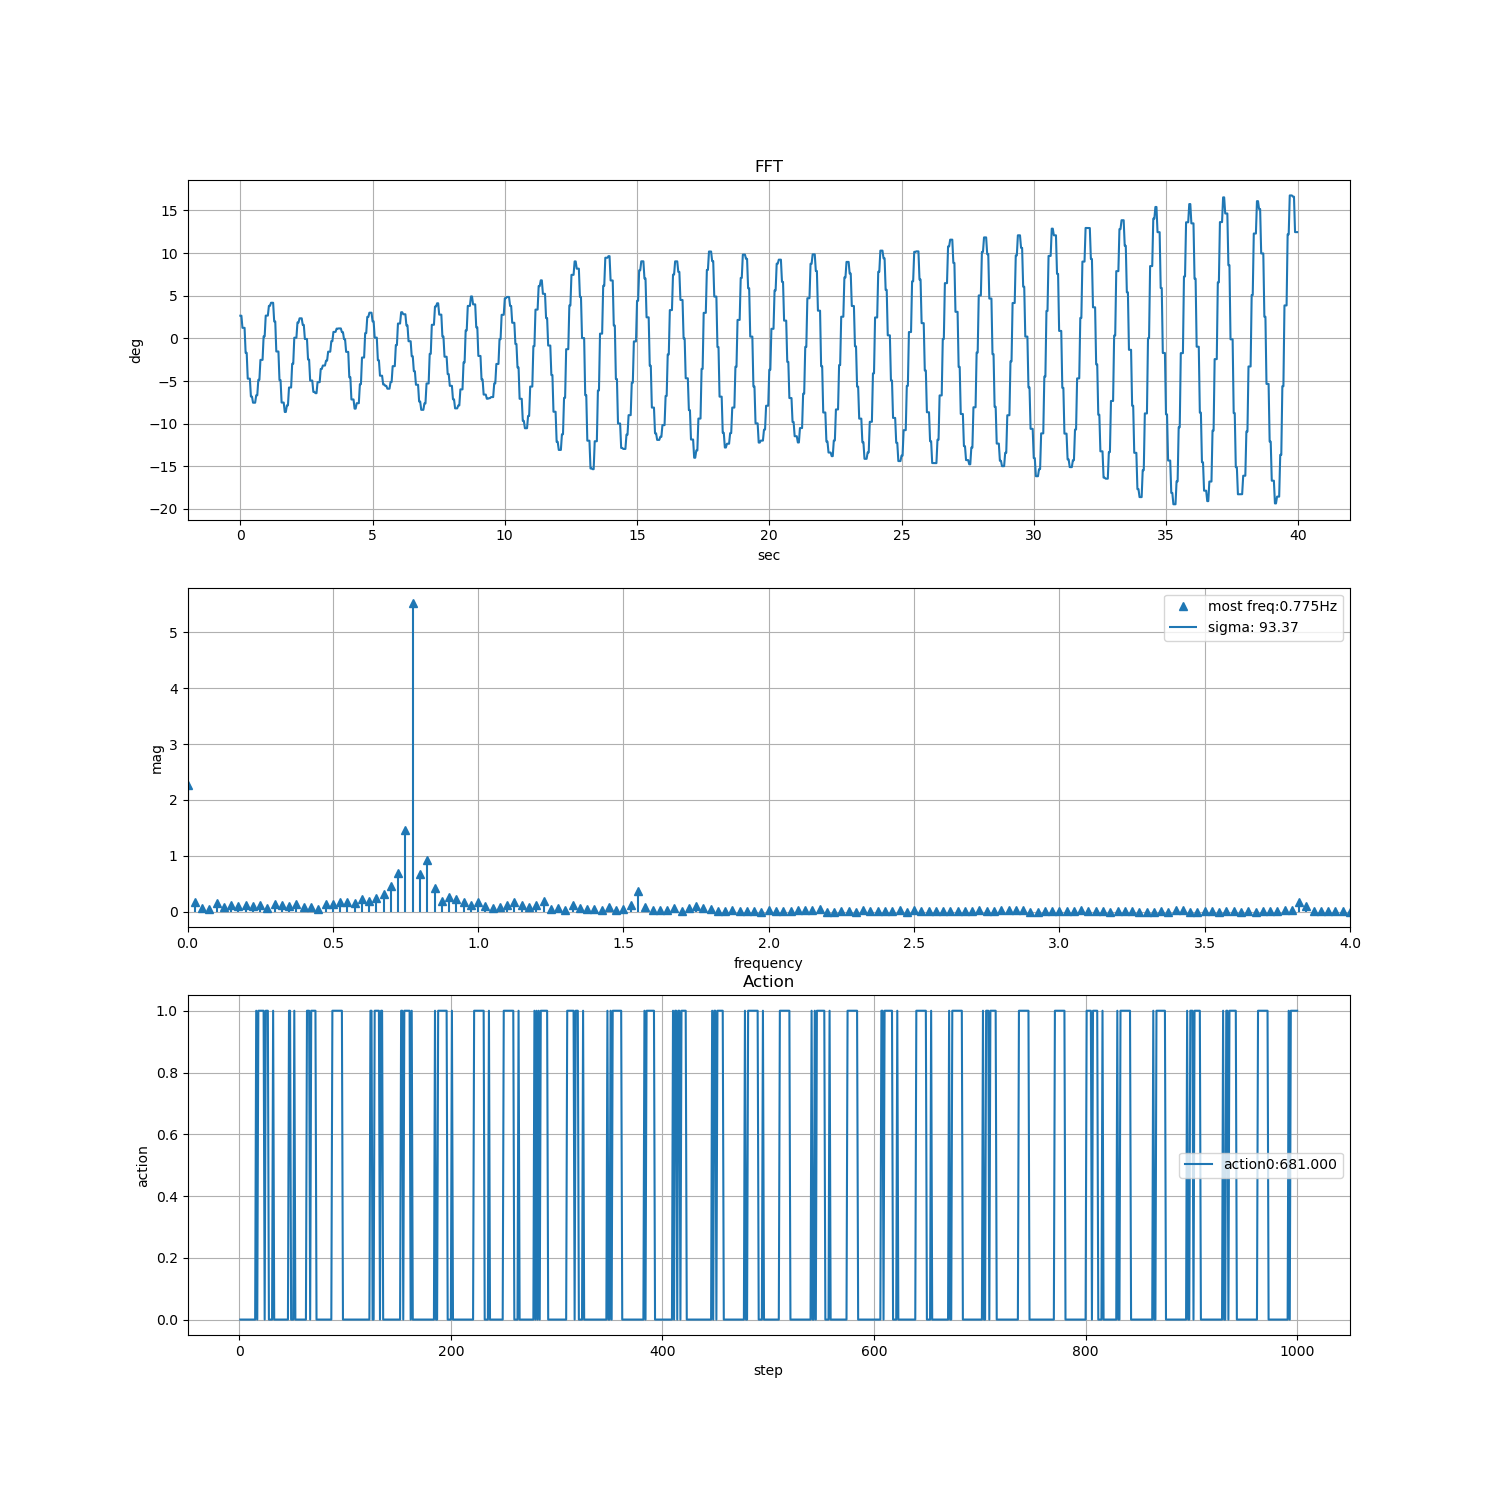 FFT
15
10
5
0
−5
−10
−15
−20
deg
0 5 10 15 20 25 30 35 40
sec
most freq:0.775Hz
sigma: 93.37
5
4
3
2
1
0
mag
0.0 0.5 1.0 1.5 2.0 2.5 3.0 3.5 4.0
frequency
Action
1.0
0.8
0.6
0.4
0.2
0.0
action
action0:681.000
0 200 400 600 800 1000
step